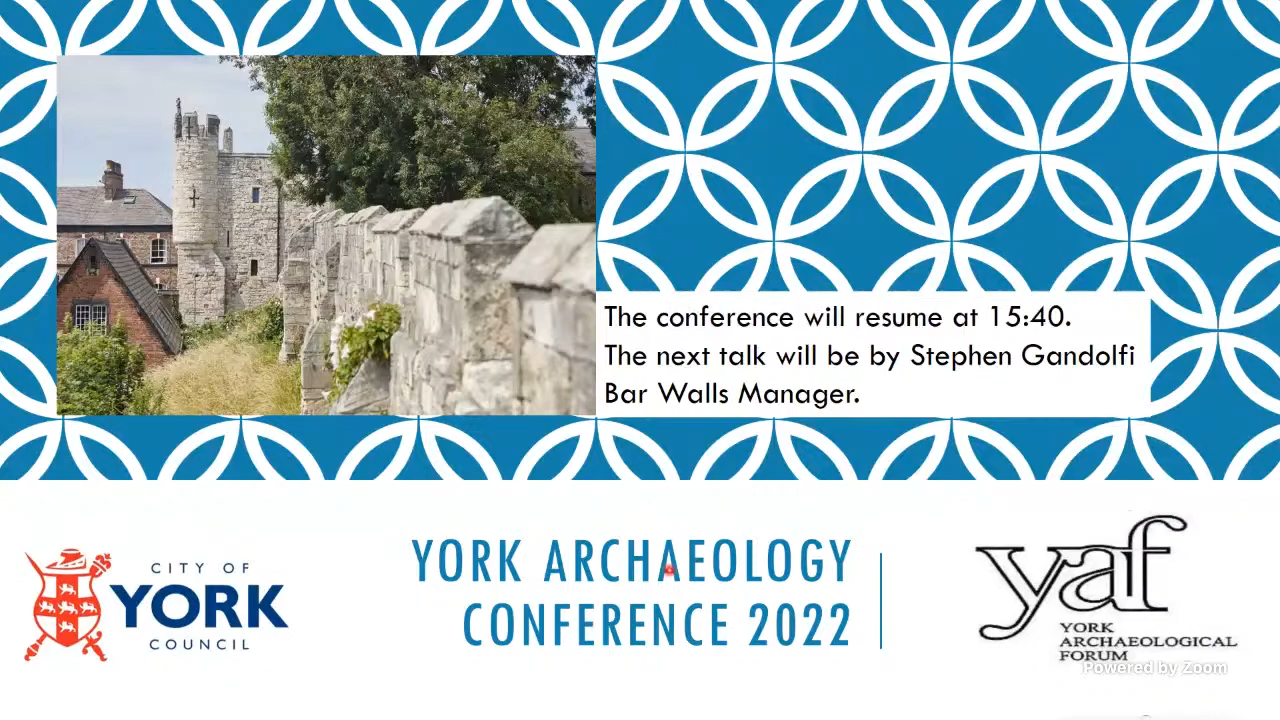 The conference will resume at 15:40.
The next talk will be by Stephen Gandolfi
Bar Walls Manager.
CITY OF
YORK
COUNCIL
YORK ARCHAEOLOGY
CONFERENCE 2022
yaf
YORK
ARCHAEOLOGICAL
FORUM
Powered by Zoom